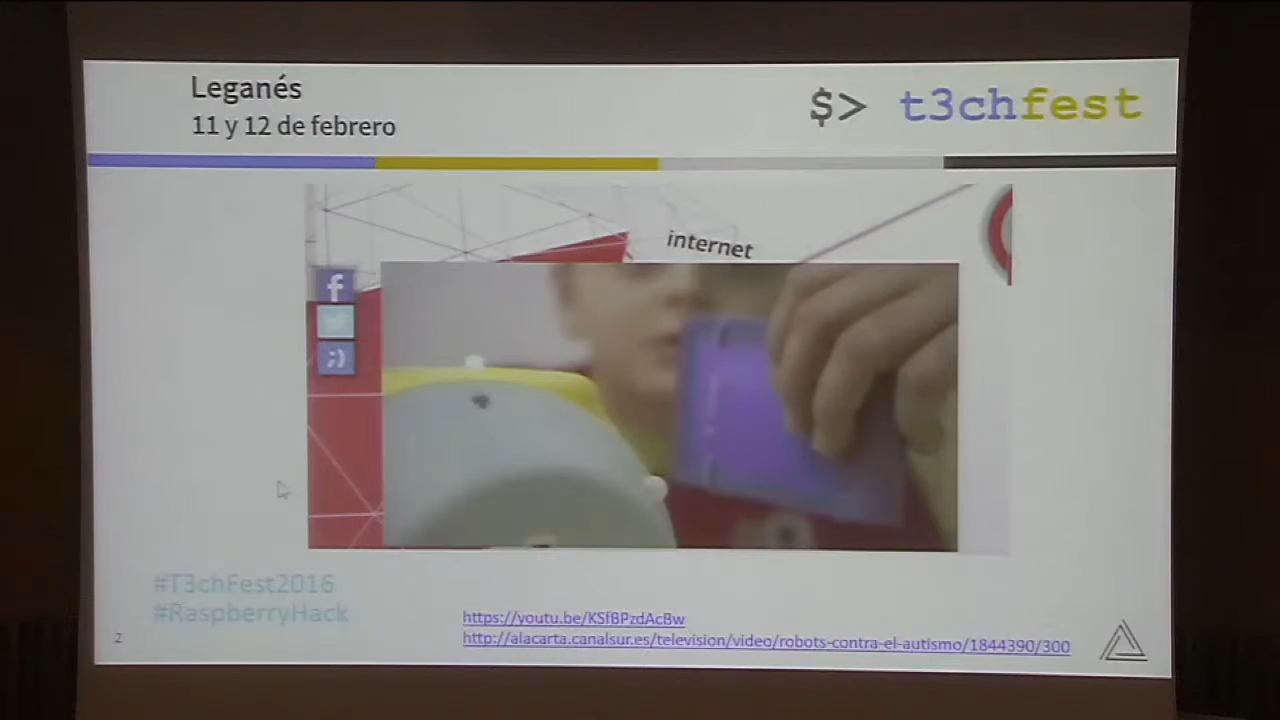 Leganés
11 y 12 de febrero
$> t3chfest
internet
f
;)
#T3chFest2016
#RaspberryHack
https://youtu.be/KSfBPzdAcBw
http://alacarta.canalsur.es/television/video/robots-contra-el-autismo/1844390/300
2